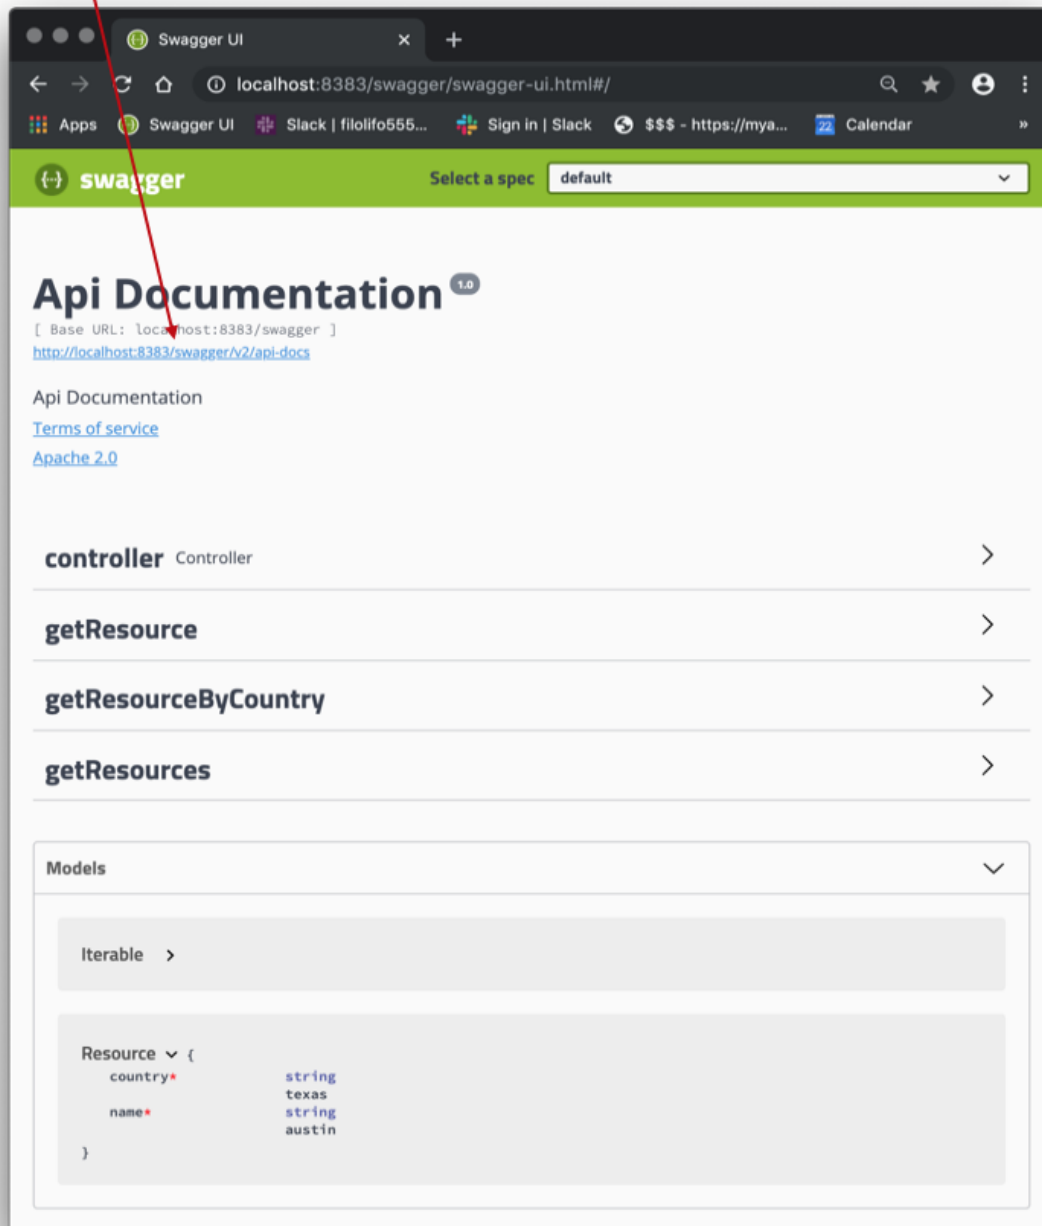 Swagger UI
localhost:8383/swagger/swagger-ui.html#/
Apps Swagger UI Slack | filolifo555... Sign in | Slack $$$ - https://mya... 22 Calendar »
{···} swagger Select a spec default
Api Documentation 1.0
[ Base URL: localhost:8383/swagger ]
http://localhost:8383/swagger/v2/api-docs
Api Documentation
Terms of service
Apache 2.0
controller Controller
getResource
getResourceByCountry
getResources
Models
Iterable
Resource {
country* string
texas
name* string
austin
}